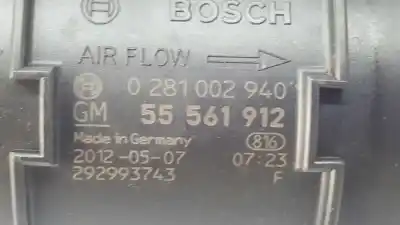 BOSCH
AIR FLOW
0 281 002 940
GM 55 561 912
Made in Germany 816
2012-05-07 07:23
292993743 F